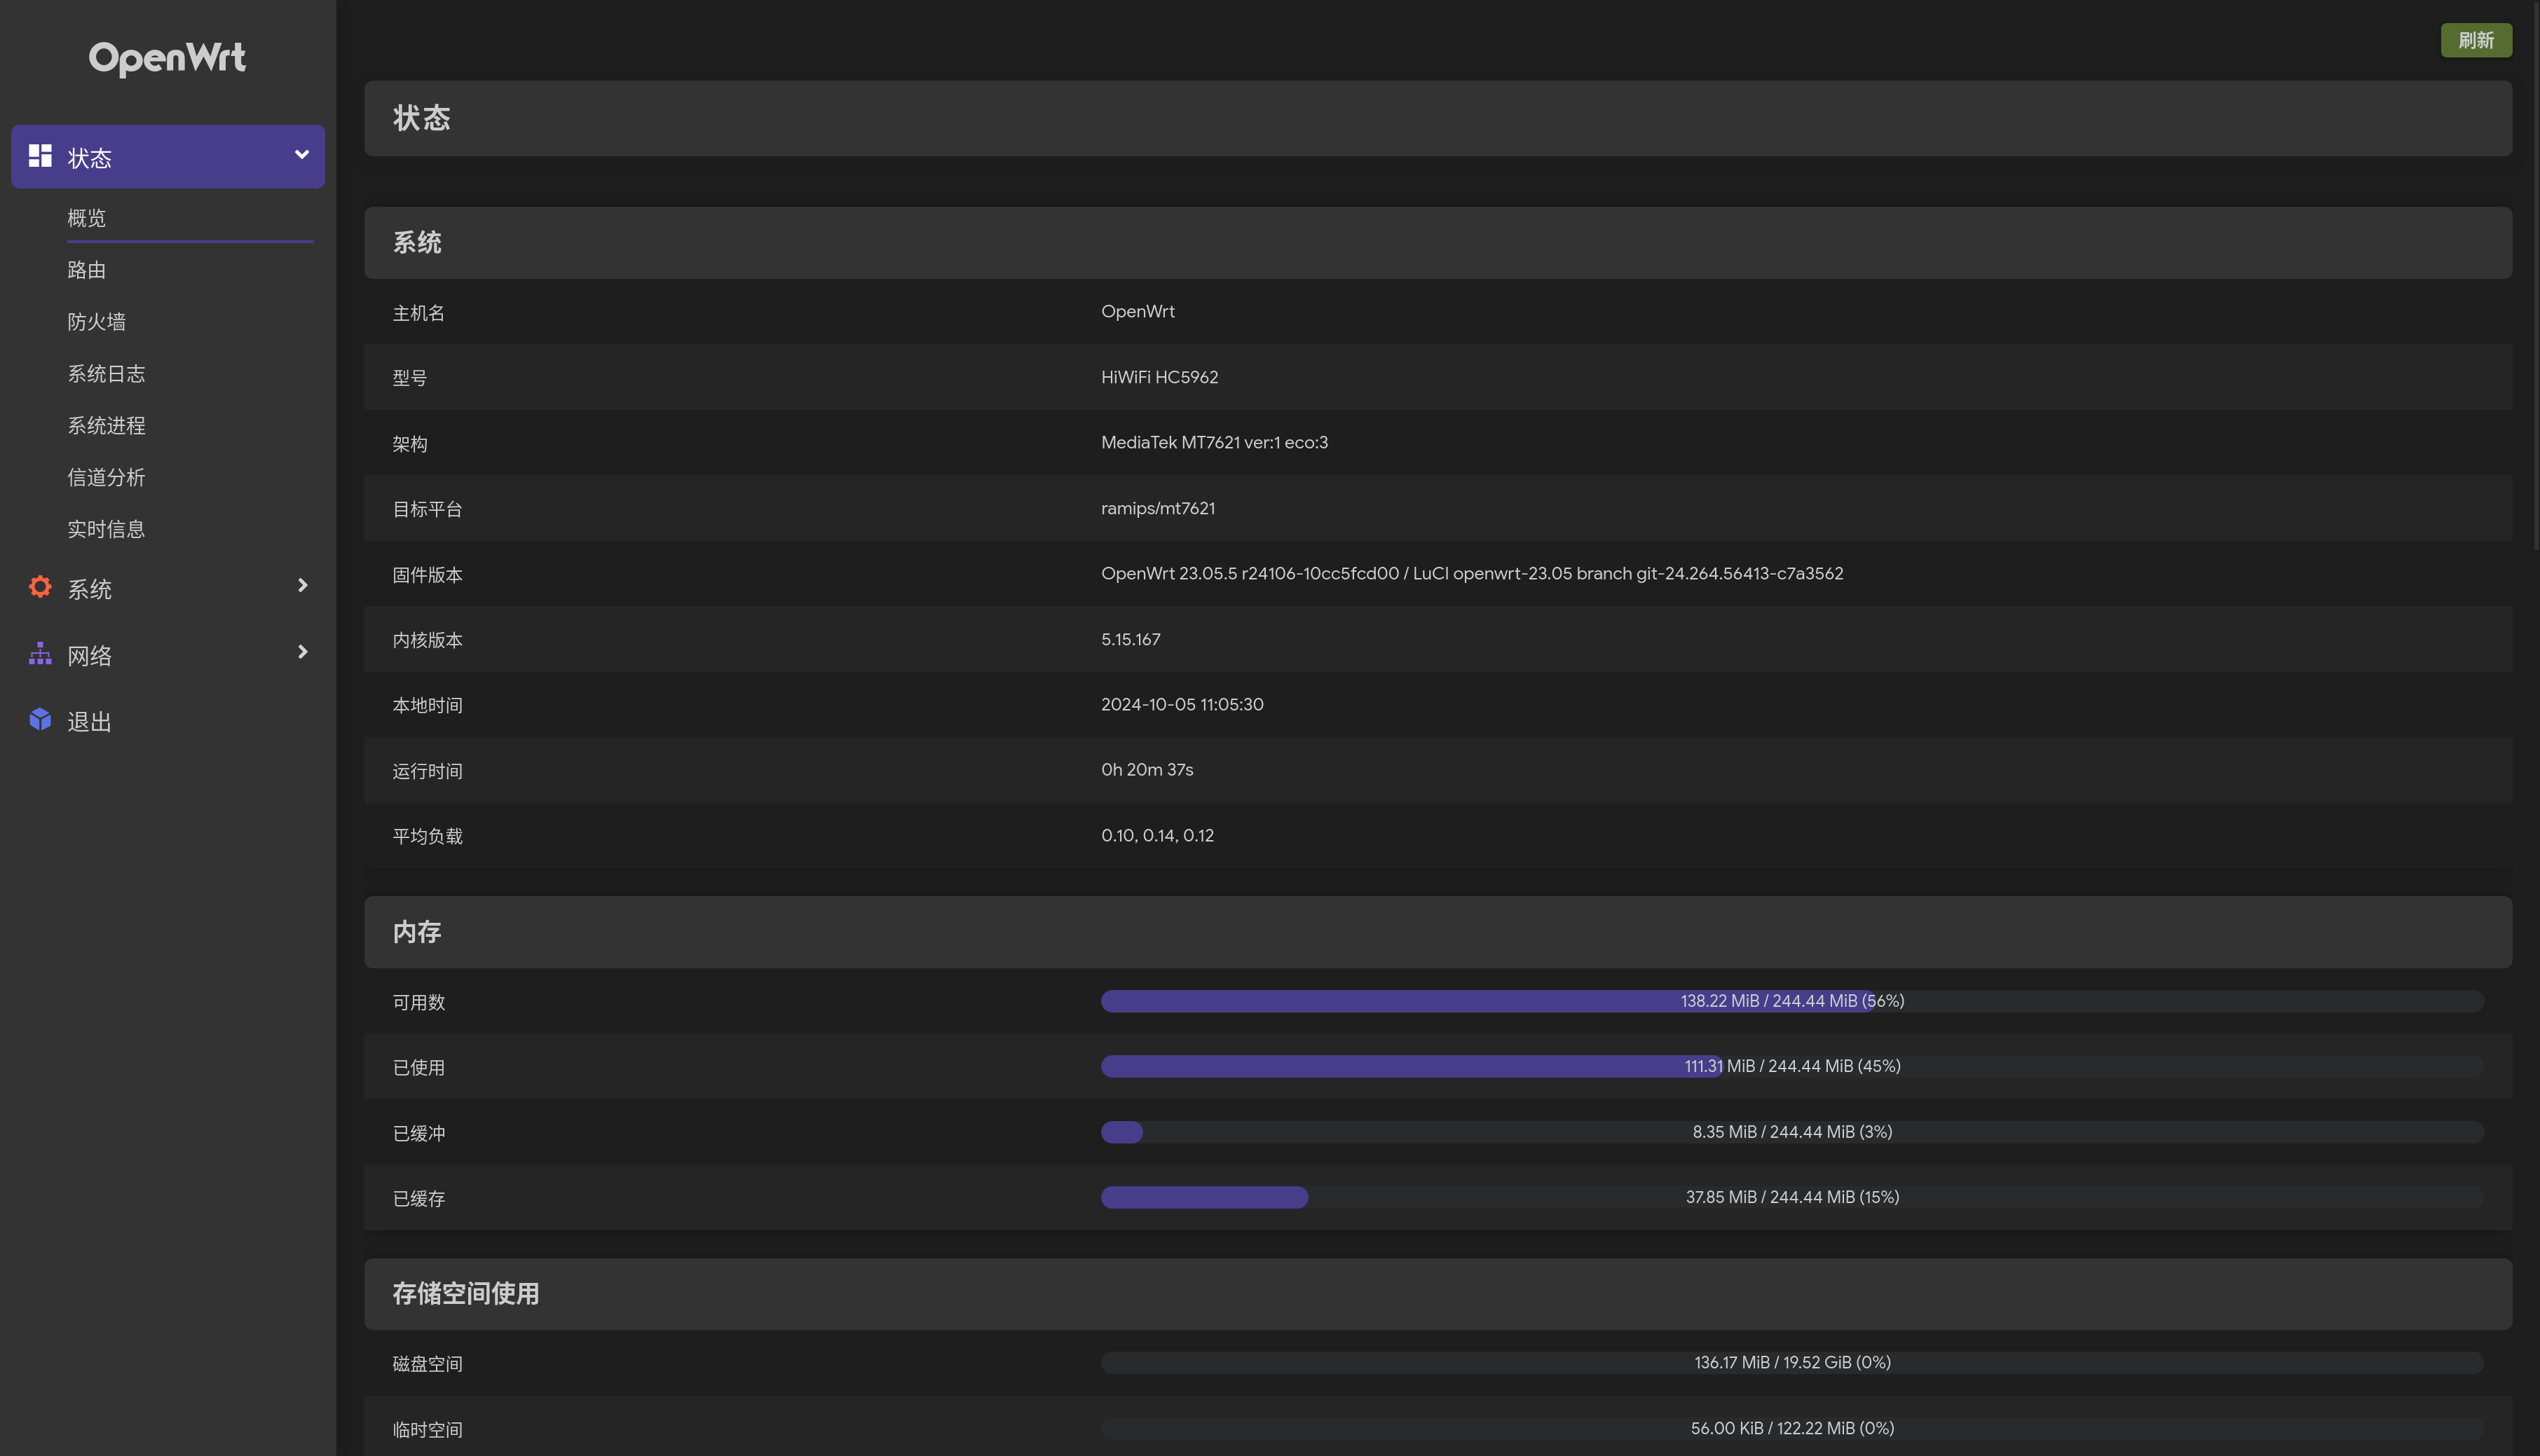 OpenWrt
状态
概览
路由
防火墙
系统日志
系统进程
信道分析
实时信息
系统
网络
退出
刷新
状态
系统
主机名 OpenWrt
型号 HiWiFi HC5962
架构 MediaTek MT7621 ver:1 eco:3
目标平台 ramips/mt7621
固件版本 OpenWrt 23.05.5 r24106-10cc5fcd00 / LuCI openwrt-23.05 branch git-24.264.56413-c7a3562
内核版本 5.15.167
本地时间 2024-10-05 11:05:30
运行时间 0h 20m 37s
平均负载 0.10, 0.14, 0.12
内存
可用数 138.22 MiB / 244.44 MiB (56%)
已使用 111.31 MiB / 244.44 MiB (45%)
已缓冲 8.35 MiB / 244.44 MiB (3%)
已缓存 37.85 MiB / 244.44 MiB (15%)
存储空间使用
磁盘空间 136.17 MiB / 19.52 GiB (0%)
临时空间 56.00 KiB / 122.22 MiB (0%)